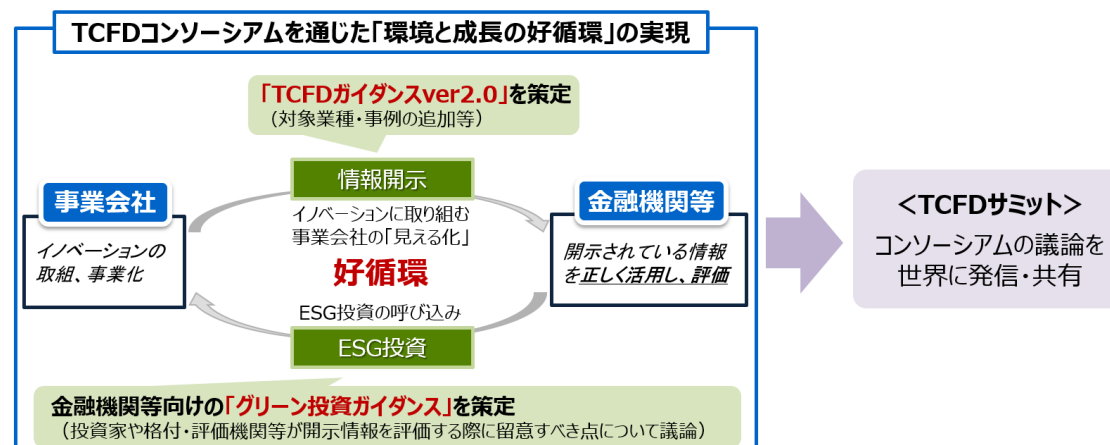 TCFDコンソーシアムを通じた「環境と成長の好循環」の実現
「TCFDガイダンスver2.0」を策定
（対象業種・事例の追加等）
情報開示
事業会社
イノベーションの
取組、事業化
イノベーションに取り組む
事業会社の「見える化」
好循環
ESG投資の呼び込み
ESG投資
金融機関等
開示されている情報
を正しく活用し、評価
金融機関等向けの「グリーン投資ガイダンス」を策定
（投資家や格付・評価機関等が開示情報を評価する際に留意すべき点について議論）
＜TCFDサミット＞
コンソーシアムの議論を
世界に発信・共有